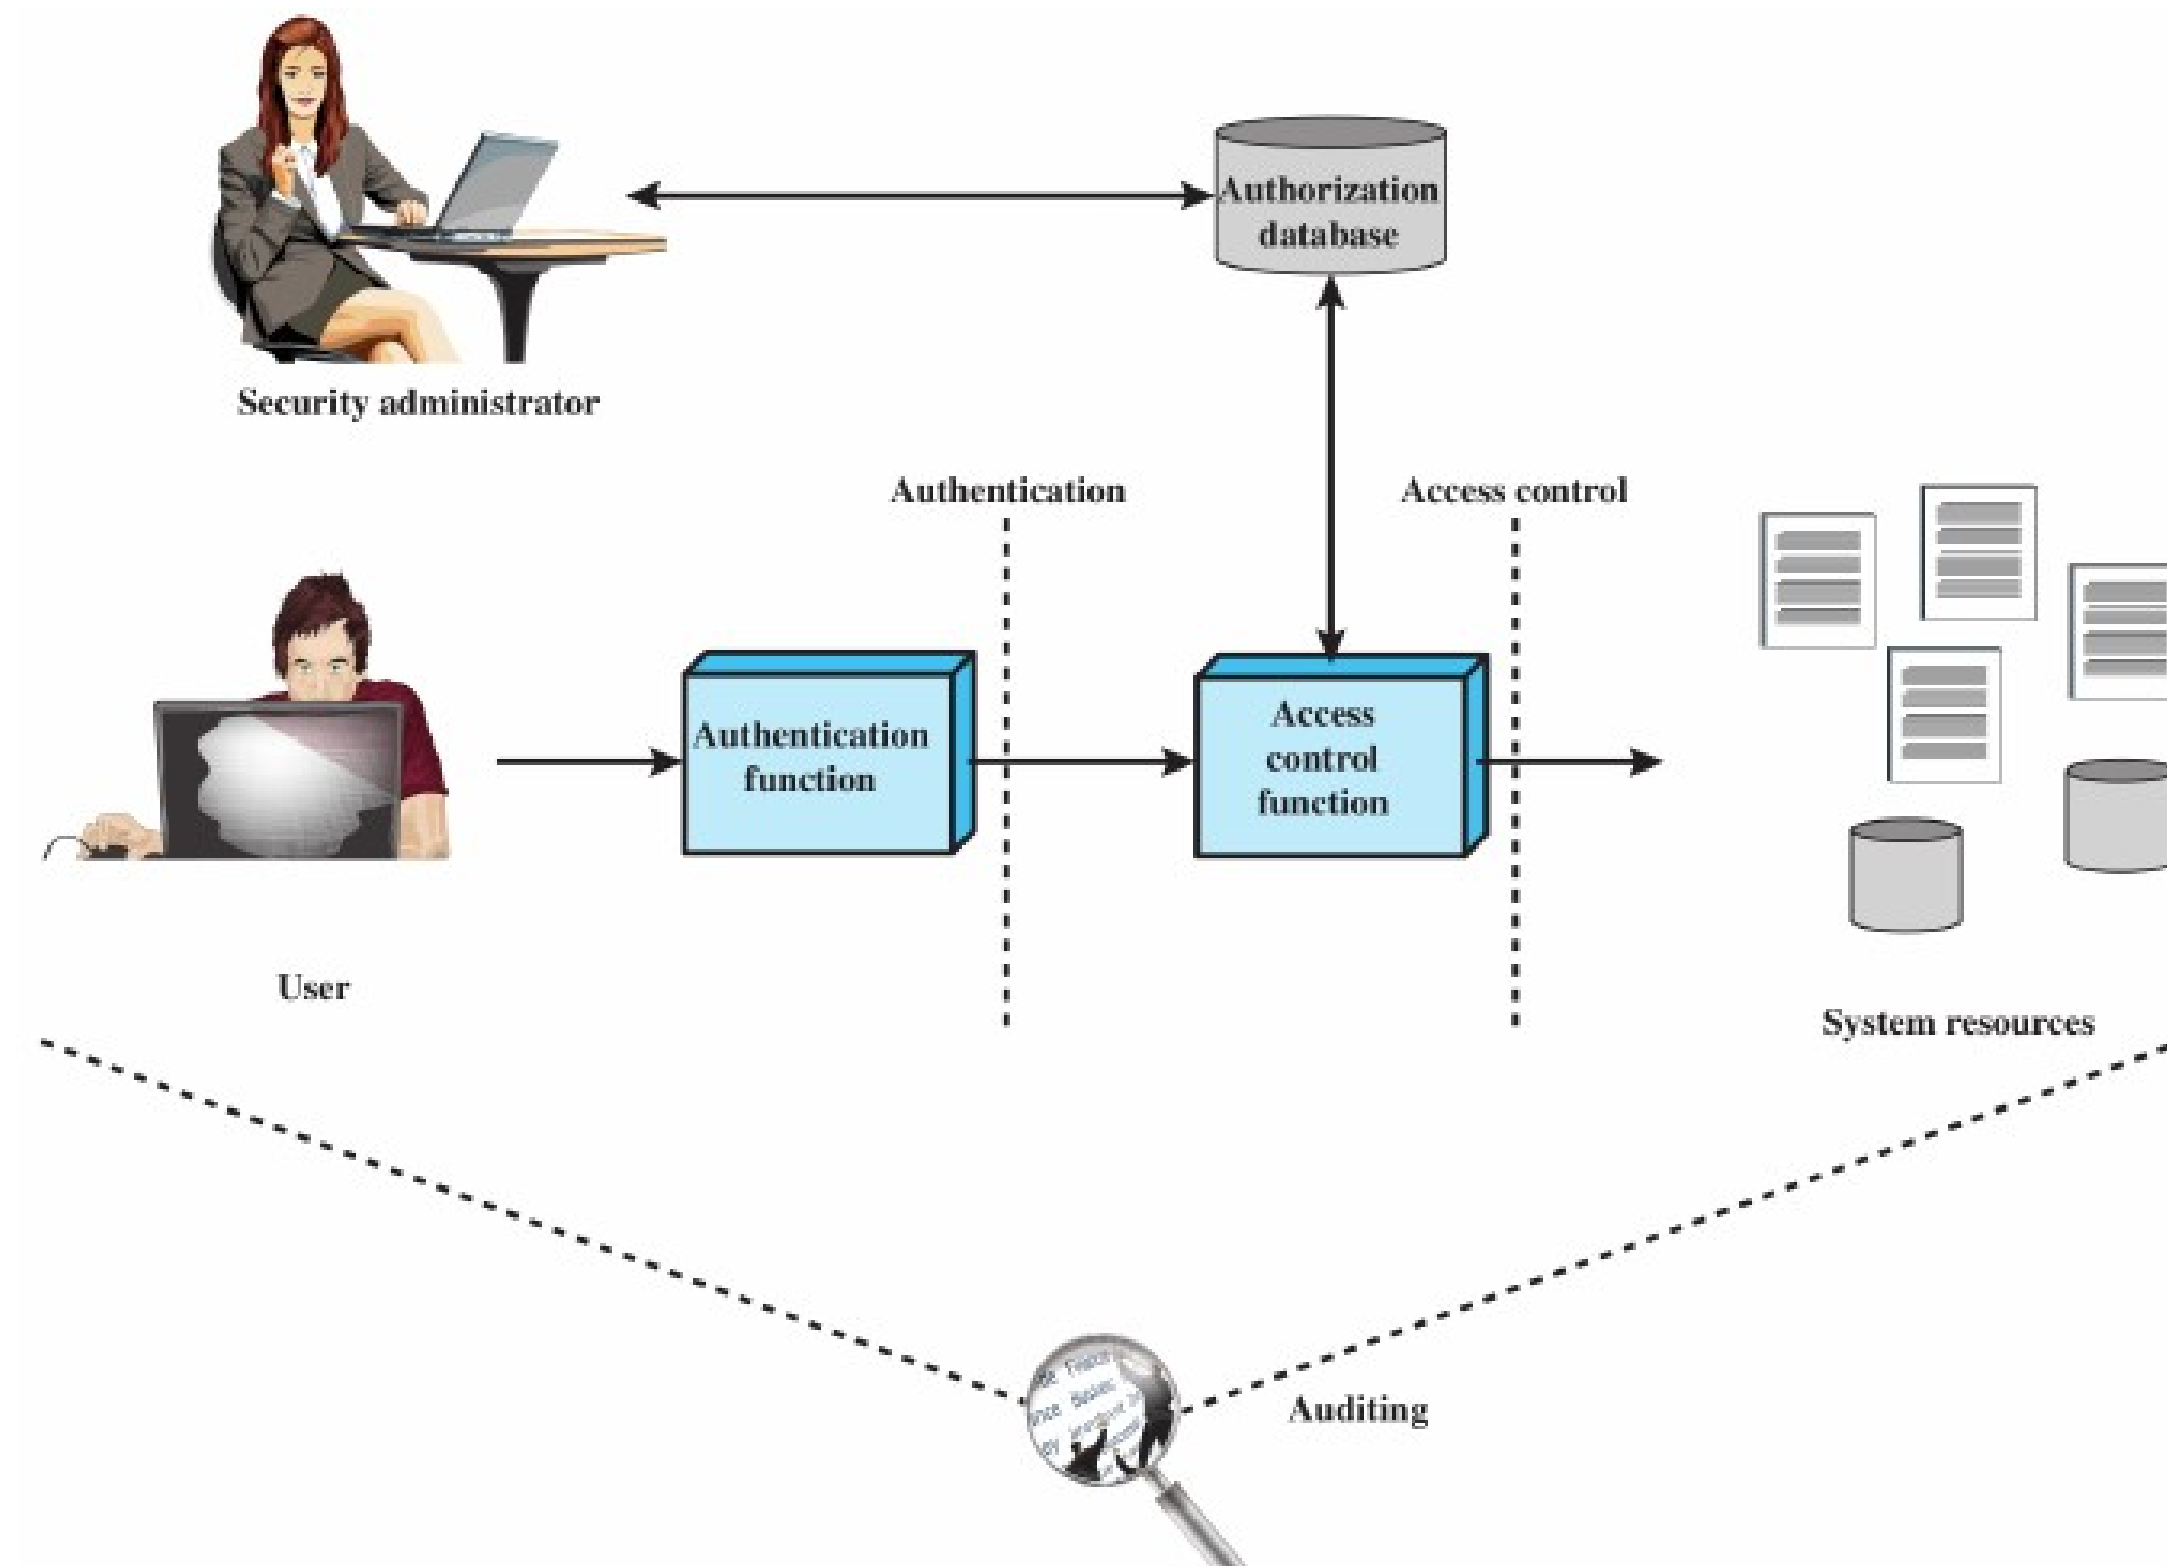 Authorization
database
Security administrator
Authentication
Access control
Authentication
function
Access
control
function
User
System resources
Auditing